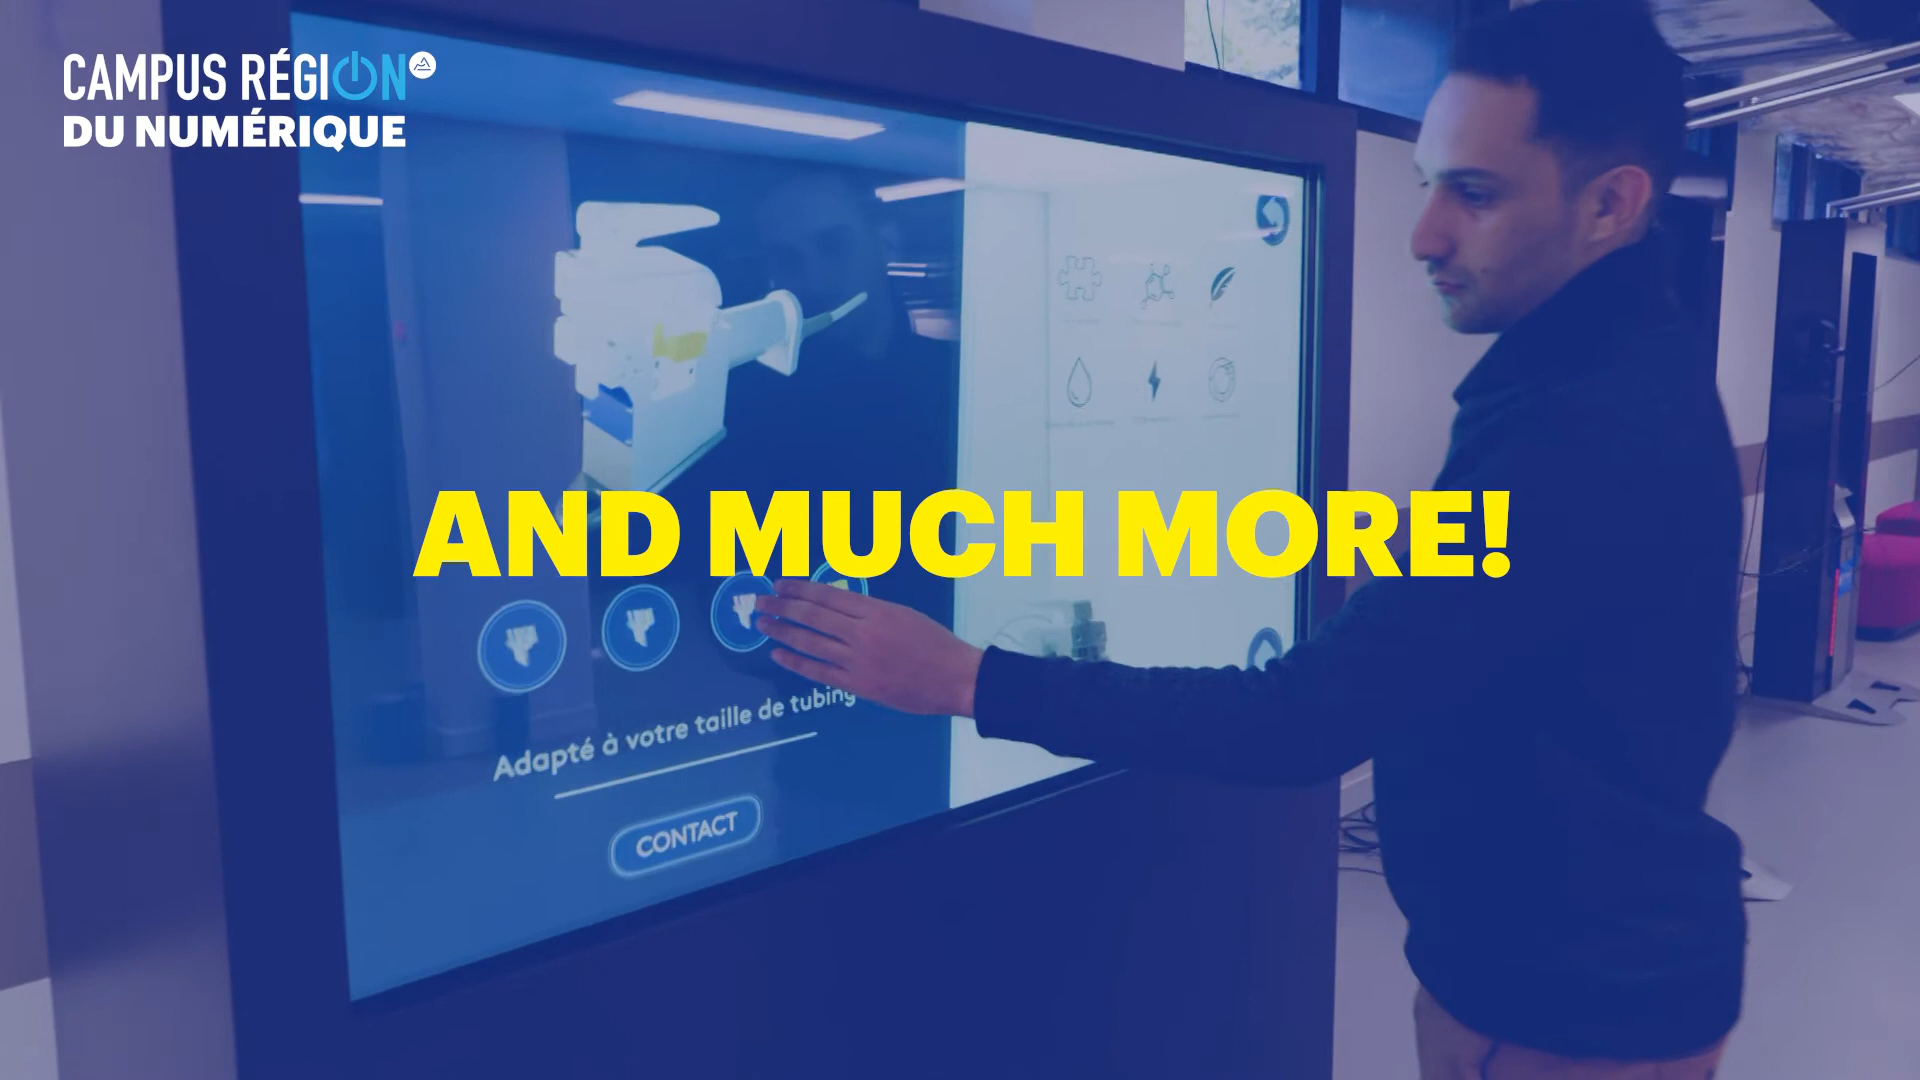 CAMPUS RÉGION
DU NUMÉRIQUE
AND MUCH MORE!
Adapté à votre taille de tubing
CONTACT